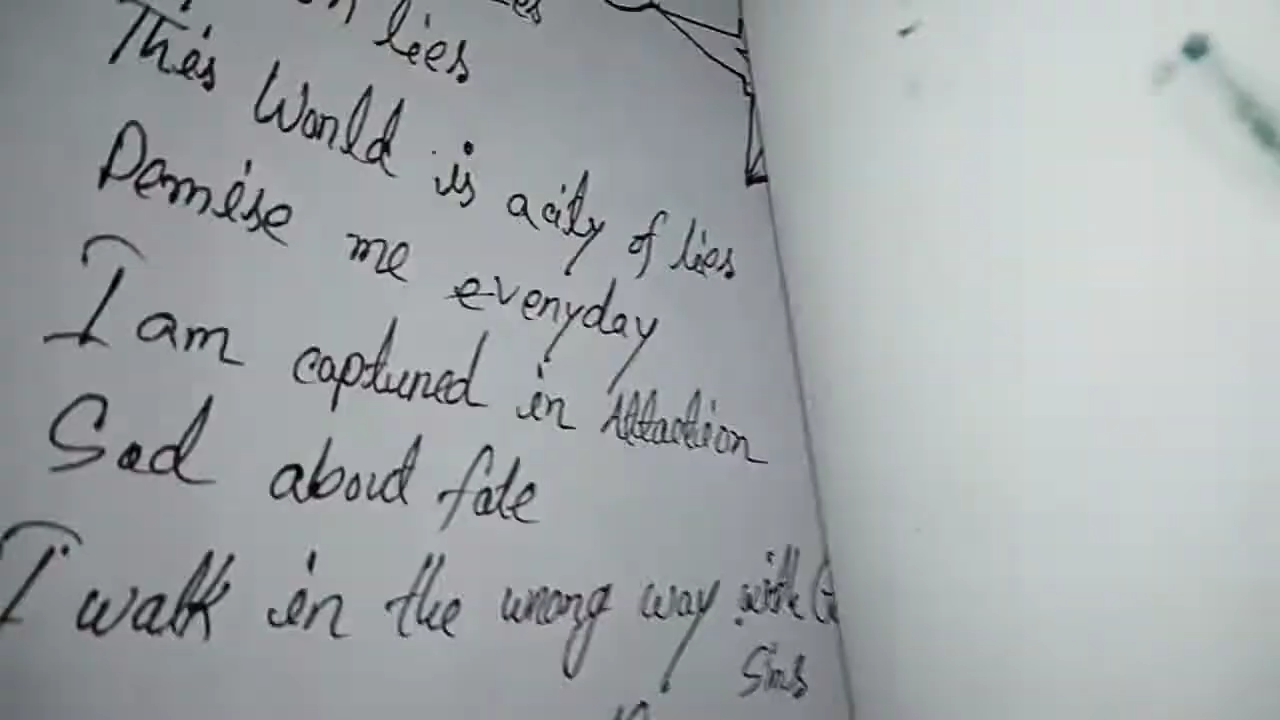 lies
This World is a city of lies
Demise me everyday
I am captured in Attaction
Sad about fate
I walk in the wrong way with
Sins